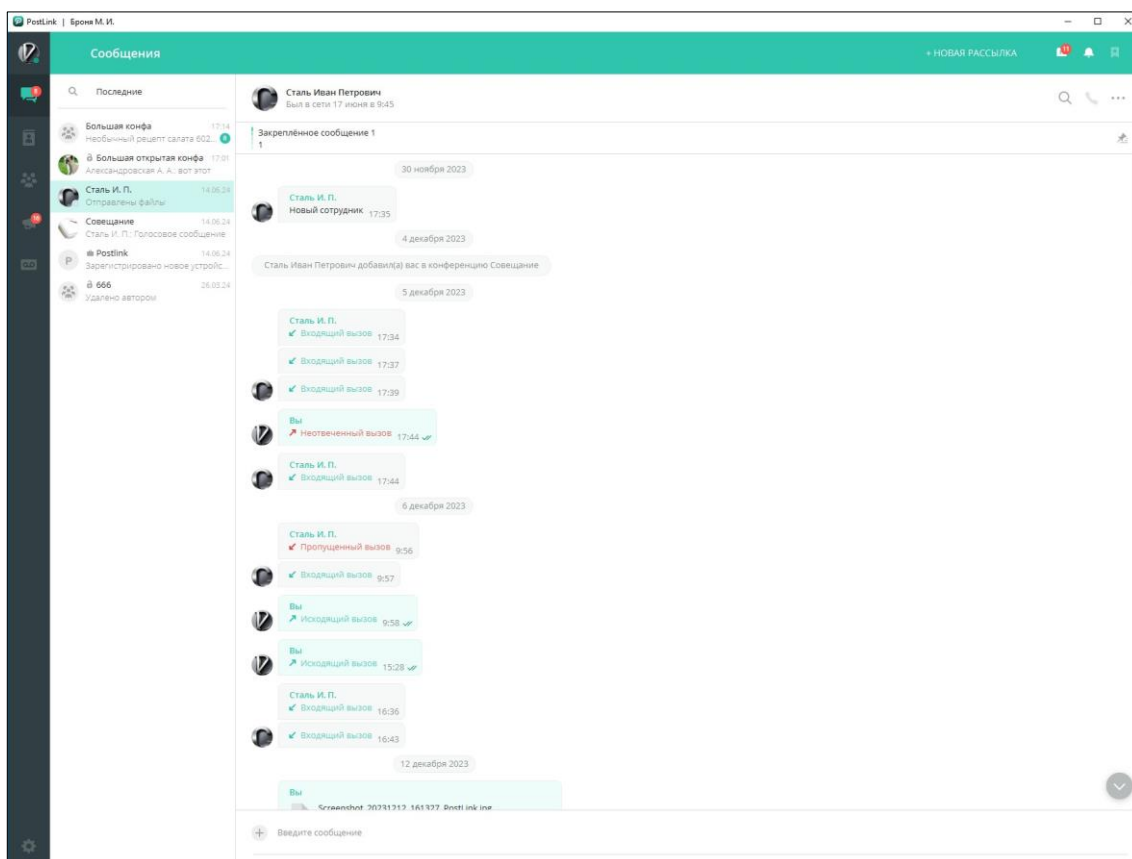 PostLink | Броня М. И.
Сообщения
+ НОВАЯ РАССЫЛКА
11
8
18
Последние
Большая конфа 17:14
Необычный рецепт салата 602... 8
Большая открытая конфа 17:01
Александровская А. А.: вот этот
Сталь И. П. 14.06.24
Отправлены файлы
Совещание 14.06.24
Сталь И. П.: Голосовое сообщение
P
Postlink 14.06.24
Зарегистрировано новое устройс...
666 26.03.24
Удалено автором
Сталь Иван Петрович
Был в сети 17 июня в 9:45
Закреплённое сообщение 1
1
30 ноября 2023
Сталь И. П.
Новый сотрудник 17:35
4 декабря 2023
Сталь Иван Петрович добавил(а) вас в конференцию Совещание
5 декабря 2023
Сталь И. П.
Входящий вызов 17:34
Входящий вызов 17:37
Входящий вызов 17:39
Вы
Неотвеченный вызов 17:44
Сталь И. П.
Входящий вызов 17:44
6 декабря 2023
Сталь И. П.
Пропущенный вызов 9:56
Входящий вызов 9:57
Вы
Исходящий вызов 9:58
Вы
Исходящий вызов 15:28
Сталь И. П.
Входящий вызов 16:36
Входящий вызов 16:43
12 декабря 2023
Вы
Screenshot_20231212_161327_PostLink.jpg
Введите сообщение